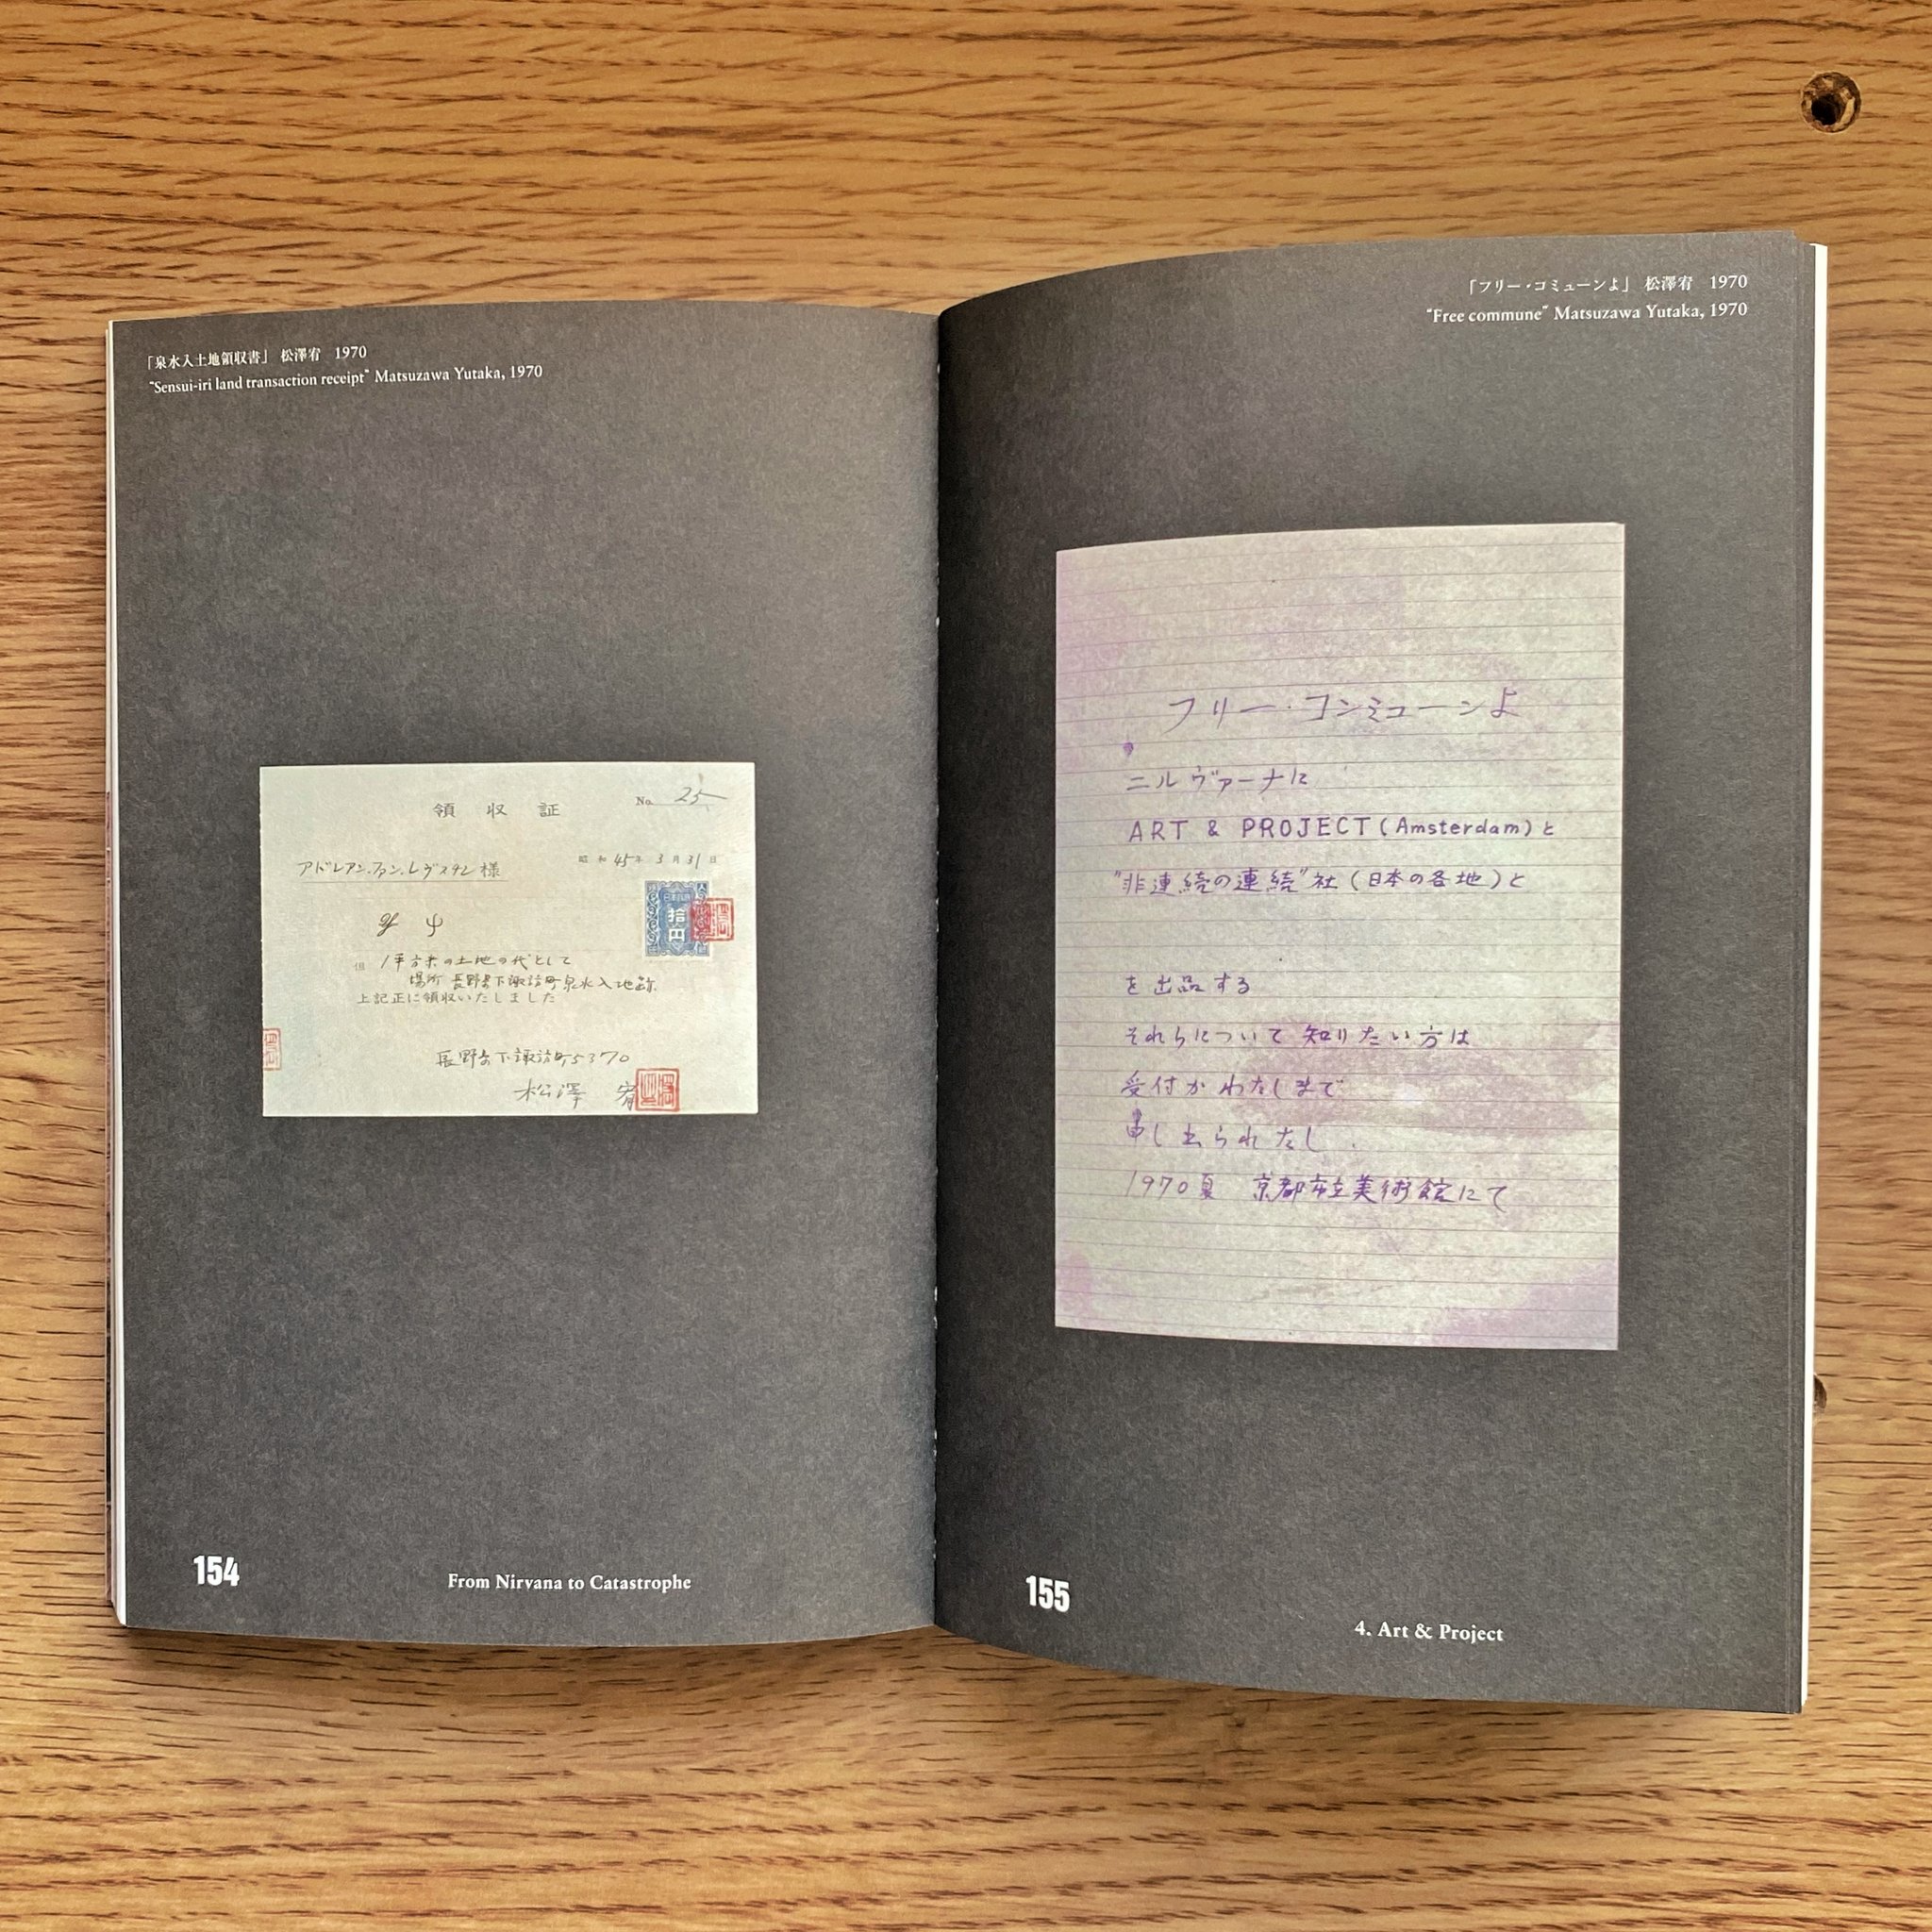 「泉水入土地領収書」 松澤宥 1970
"Sensui-iri land transaction receipt" Matsuzawa Yutaka, 1970
領 収 証
No. 25
昭和45年3月31日
アドレアン.ファン.レヴスタン様
拾円
但 1平方米の土地の代として
場所 長野県下諏訪町泉水入地籍
上記正に領収いたしました
長野県下諏訪町5370
松澤 宥
154
From Nirvana to Catastrophe
「フリー・コミューンよ」 松澤宥 1970
"Free commune" Matsuzawa Yutaka, 1970
フリー・コンミューンよ
ニルヴァーナに
ART & PROJECT (Amsterdam) と
"非連続の連続"社 (日本の各地) と
を出品する
それらについて知りたい方は
受付かわたしまで
申し出られたし.
1970夏 京都市立美術館にて
155
4. Art & Project